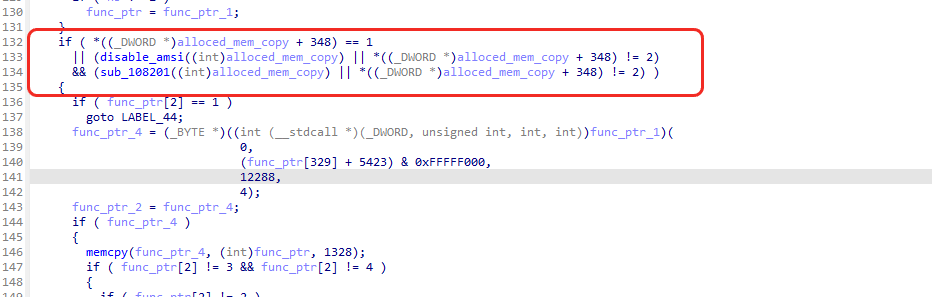 130 func_ptr = func_ptr_1;
131 }
132 if ( *((_DWORD *)alloced_mem_copy + 348) == 1
133 || (disable_amsi((int)alloced_mem_copy) || *((_DWORD *)alloced_mem_copy + 348) != 2)
134 && (sub_108201((int)alloced_mem_copy) || *((_DWORD *)alloced_mem_copy + 348) != 2) )
135 {
136 if ( func_ptr[2] == 1 )
137 goto LABEL_44;
138 func_ptr_4 = (_BYTE *)((int (__stdcall *)(_DWORD, unsigned int, int, int))func_ptr_1)(
139 0,
140 (func_ptr[329] + 5423) & 0xFFFFF000,
141 12288,
142 4);
143 func_ptr_2 = func_ptr_4;
144 if ( func_ptr_4 )
145 {
146 memcpy(func_ptr_4, (int)func_ptr, 1328);
147 if ( func_ptr[2] != 3 && func_ptr[2] != 4 )
148 {